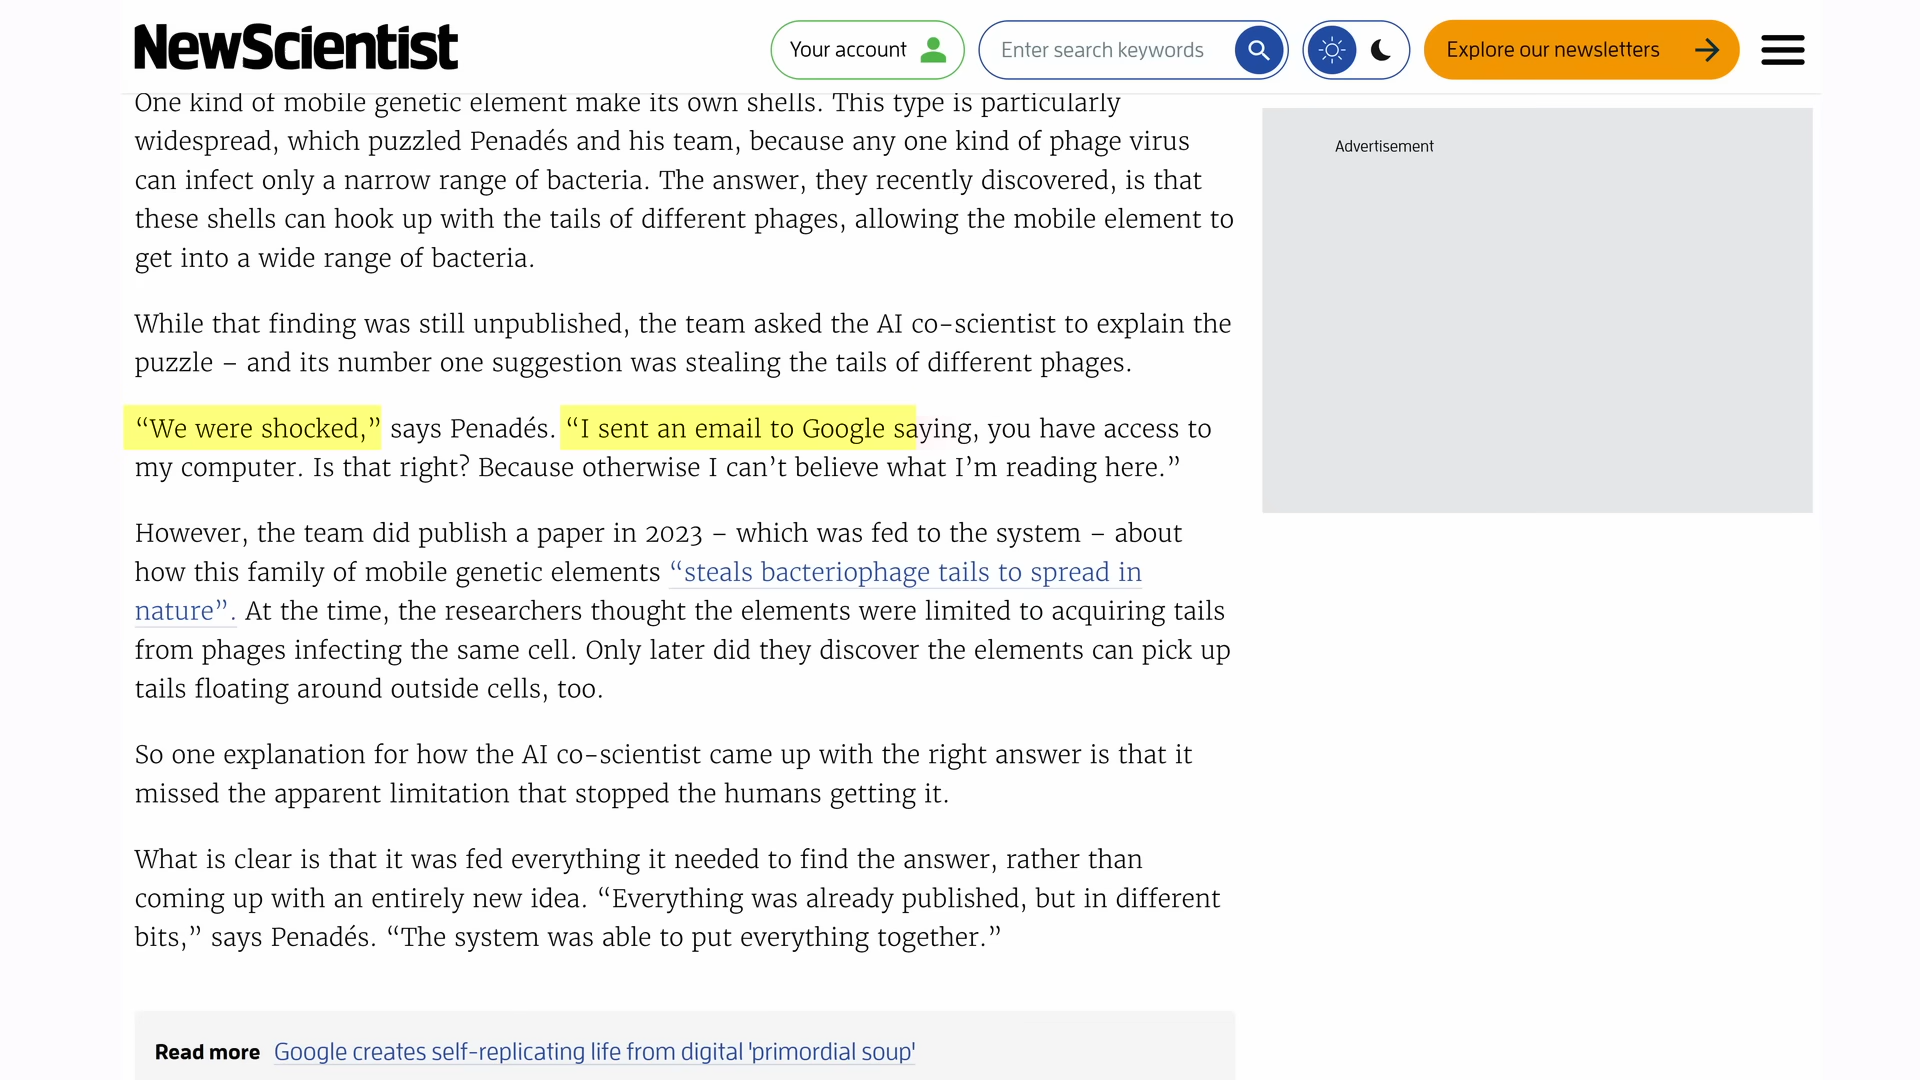 NewScientist
Your account
Enter search keywords
Explore our newsletters
One kind of mobile genetic element make its own shells. This type is particularly
widespread, which puzzled Penadés and his team, because any one kind of phage virus
can infect only a narrow range of bacteria. The answer, they recently discovered, is that
these shells can hook up with the tails of different phages, allowing the mobile element to
get into a wide range of bacteria.
While that finding was still unpublished, the team asked the AI co-scientist to explain the
puzzle – and its number one suggestion was stealing the tails of different phages.
“We were shocked,” says Penadés. “I sent an email to Google saying, you have access to
my computer. Is that right? Because otherwise I can’t believe what I’m reading here.”
However, the team did publish a paper in 2023 – which was fed to the system – about
how this family of mobile genetic elements “steals bacteriophage tails to spread in
nature”. At the time, the researchers thought the elements were limited to acquiring tails
from phages infecting the same cell. Only later did they discover the elements can pick up
tails floating around outside cells, too.
So one explanation for how the AI co-scientist came up with the right answer is that it
missed the apparent limitation that stopped the humans getting it.
What is clear is that it was fed everything it needed to find the answer, rather than
coming up with an entirely new idea. “Everything was already published, but in different
bits,” says Penadés. “The system was able to put everything together.”
Read more Google creates self-replicating life from digital 'primordial soup'
Advertisement